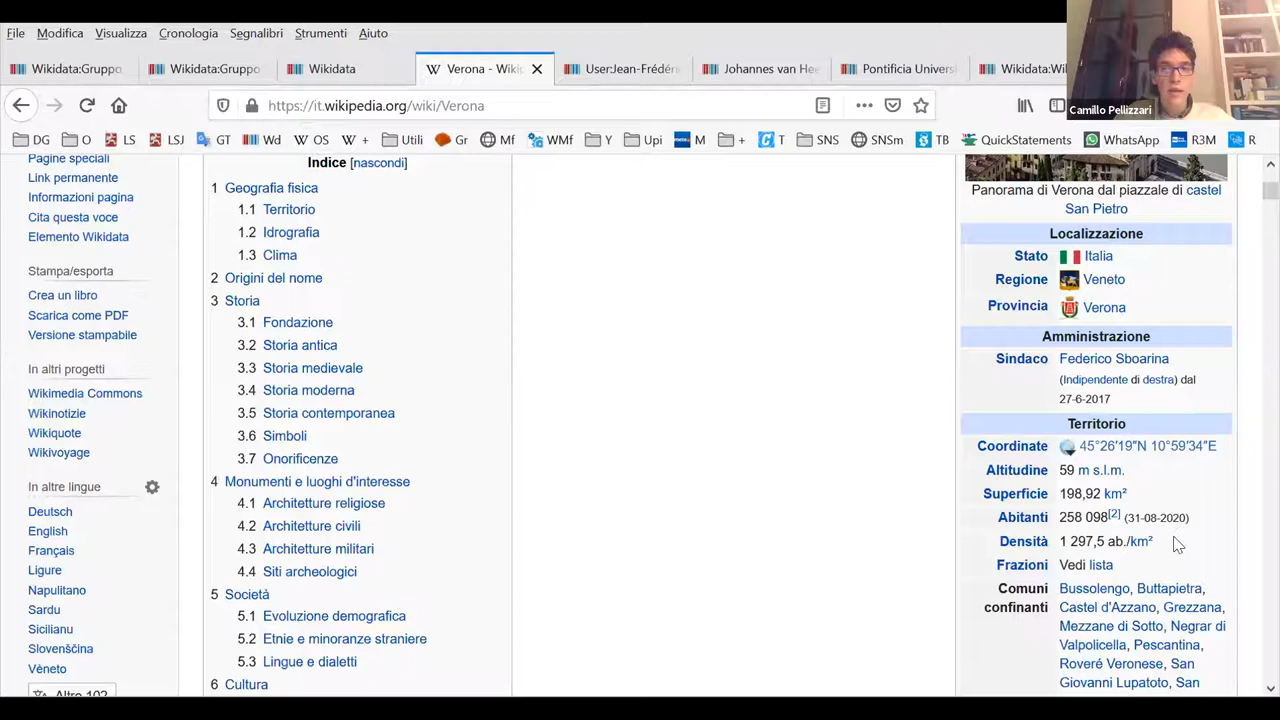 File Modifica Visualizza Cronologia Segnalibri Strumenti Aiuto
Wikidata:Gruppo Wikidata:Gruppo Wikidata Verona - Wikip User:Jean-Frédéri Johannes van Hee Pontificia Univers Wikidata:Wi
https://it.wikipedia.org/wiki/Verona
DG O LS LSJ GT Wd OS + Utili Gr Mf WMf Y Upi M + T SNS SNSm TB QuickStatements WhatsApp R3M R
Camillo Pellizzari
Pagine speciali
Link permanente
Informazioni pagina
Cita questa voce
Elemento Wikidata
Stampa/esporta
Crea un libro
Scarica come PDF
Versione stampabile
In altri progetti
Wikimedia Commons
Wikinotizie
Wikiquote
Wikivoyage
In altre lingue
Deutsch
English
Français
Ligure
Napulitano
Sardu
Sicilianu
Slovenščina
Vèneto
Altre 102
Indice [nascondi]
1 Geografia fisica
1.1 Territorio
1.2 Idrografia
1.3 Clima
2 Origini del nome
3 Storia
3.1 Fondazione
3.2 Storia antica
3.3 Storia medievale
3.4 Storia moderna
3.5 Storia contemporanea
3.6 Simboli
3.7 Onorificenze
4 Monumenti e luoghi d'interesse
4.1 Architetture religiose
4.2 Architetture civili
4.3 Architetture militari
4.4 Siti archeologici
5 Società
5.1 Evoluzione demografica
5.2 Etnie e minoranze straniere
5.3 Lingue e dialetti
6 Cultura
Panorama di Verona dal piazzale di castel
San Pietro
Localizzazione
Stato Italia
Regione Veneto
Provincia Verona
Amministrazione
Sindaco Federico Sboarina
(Indipendente di destra) dal
27-6-2017
Territorio
Coordinate 45°26′19″N 10°59′34″E
Altitudine 59 m s.l.m.
Superficie 198,92 km²
Abitanti 258 098[2] (31-08-2020)
Densità 1 297,5 ab./km²
Frazioni Vedi lista
Comuni confinanti Bussolengo, Buttapietra,
Castel d'Azzano, Grezzana,
Mezzane di Sotto, Negrar di
Valpolicella, Pescantina,
Roverè Veronese, San
Giovanni Lupatoto, San